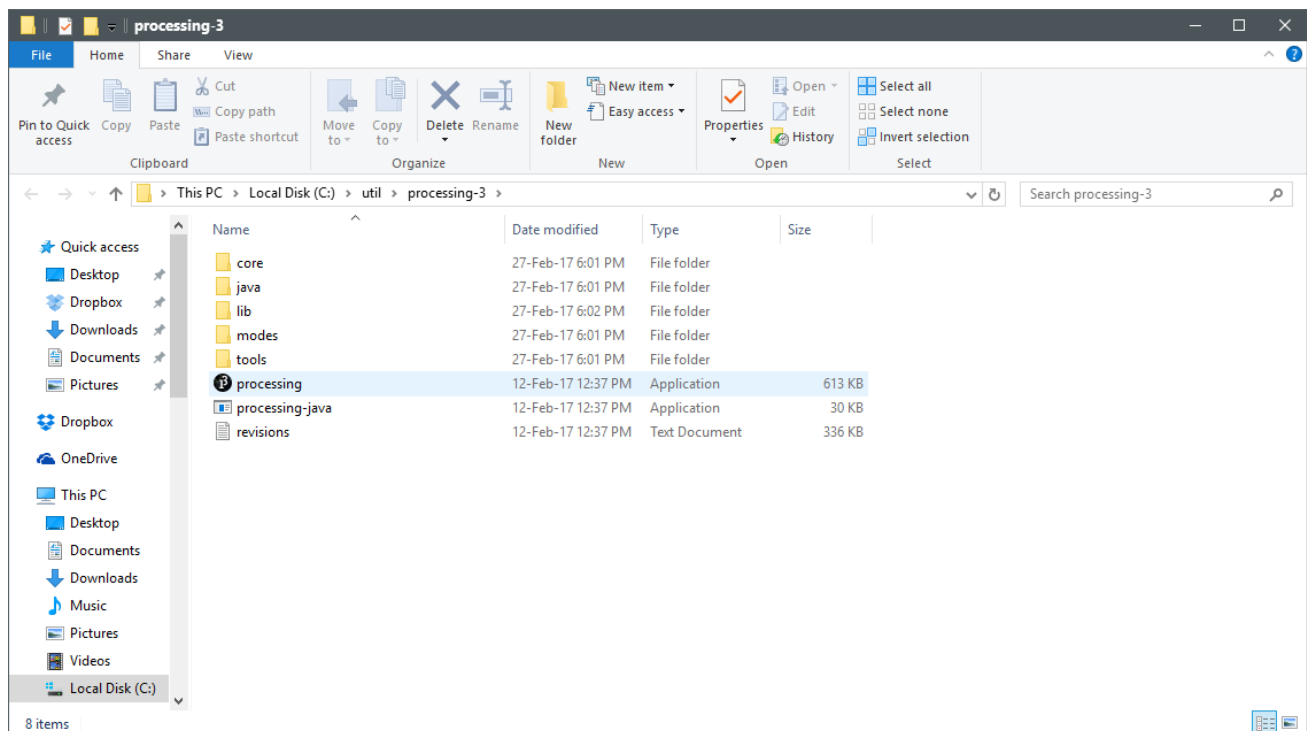 processing-3
File Home Share View
Pin to Quick access
Copy
Paste
Cut
Copy path
Paste shortcut
Clipboard
Move to
Copy to
Delete
Rename
Organize
New folder
New item
Easy access
New
Properties
Open
Edit
History
Open
Select all
Select none
Invert selection
Select
This PC > Local Disk (C:) > util > processing-3 >
Search processing-3
Quick access
Desktop
Dropbox
Downloads
Documents
Pictures
Dropbox
OneDrive
This PC
Desktop
Documents
Downloads
Music
Pictures
Videos
Local Disk (C:)
Name Date modified Type Size
core 27-Feb-17 6:01 PM File folder
java 27-Feb-17 6:01 PM File folder
lib 27-Feb-17 6:02 PM File folder
modes 27-Feb-17 6:01 PM File folder
tools 27-Feb-17 6:01 PM File folder
processing 12-Feb-17 12:37 PM Application 613 KB
processing-java 12-Feb-17 12:37 PM Application 30 KB
revisions 12-Feb-17 12:37 PM Text Document 336 KB
8 items